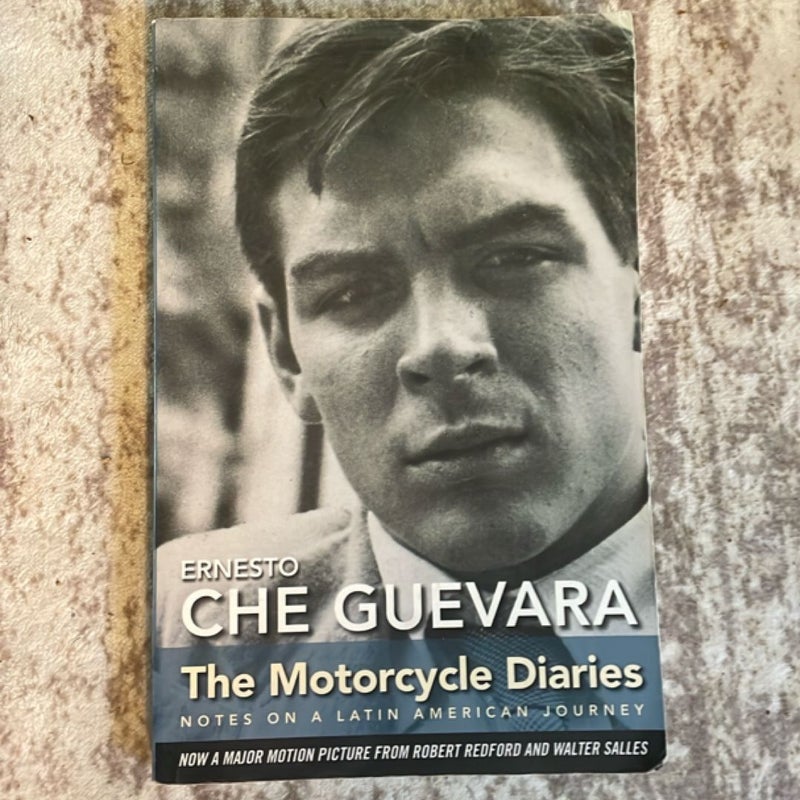 ERNESTO
CHE GUEVARA
The Motorcycle Diaries
NOTES ON A LATIN AMERICAN JOURNEY
NOW A MAJOR MOTION PICTURE FROM ROBERT REDFORD AND WALTER SALLES